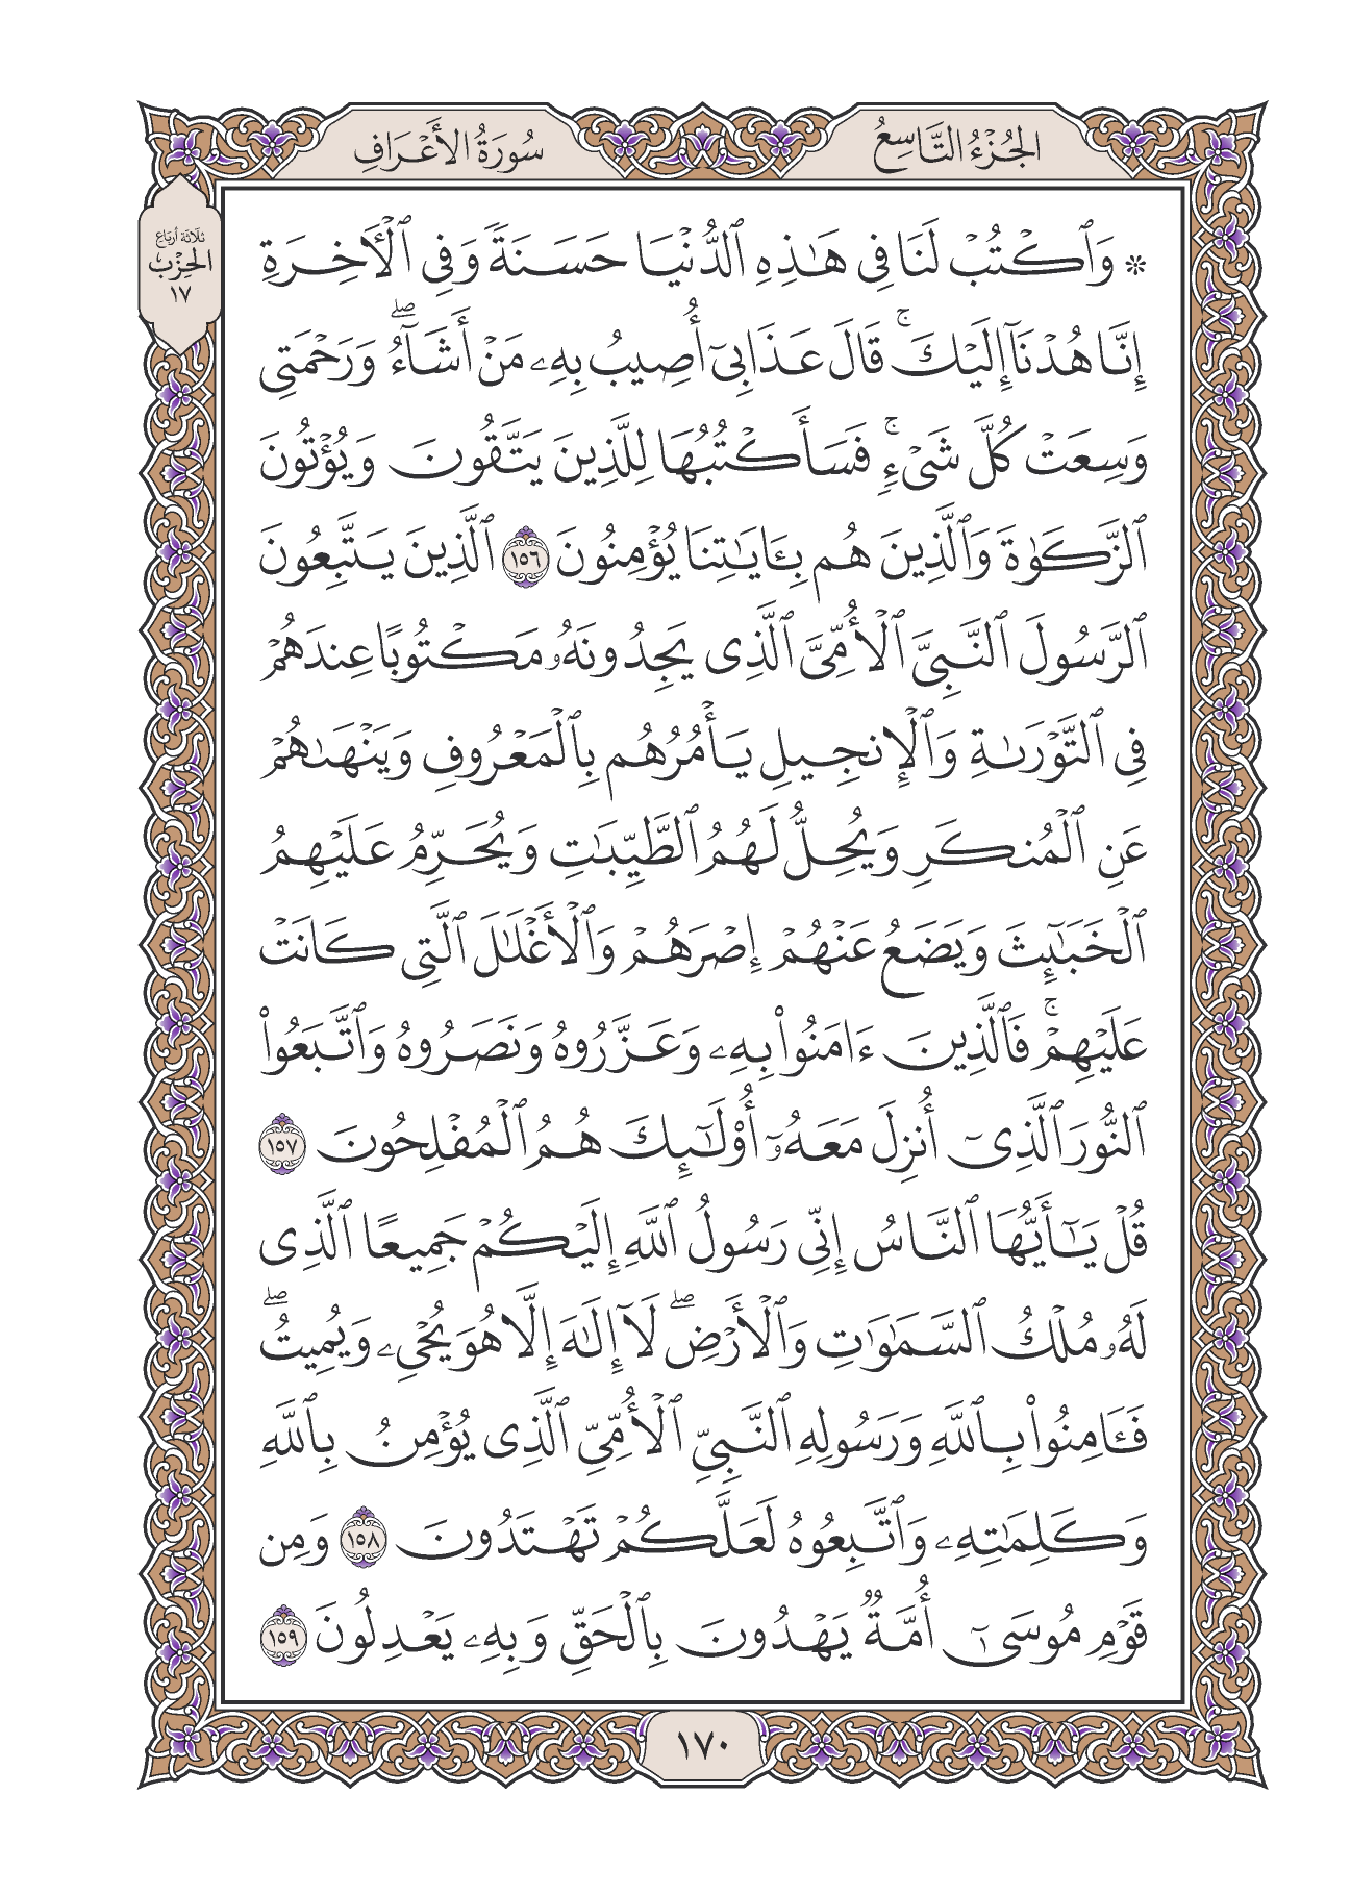 الجُزْءُ التَّاسِعُ
سُورَةُ الأَعْرَافِ
ثلاثة أرباع
الحِزْب
١٧
۞ وَٱكۡتُبۡ لَنَا فِي هَٰذِهِ ٱلدُّنۡيَا حَسَنَةٗ وَفِي ٱلۡأٓخِرَةِ
إِنَّا هُدۡنَآ إِلَيۡكَۚ قَالَ عَذَابِيٓ أُصِيبُ بِهِۦ مَنۡ أَشَآءُۖ وَرَحۡمَتِي
وَسِعَتۡ كُلَّ شَيۡءٖۚ فَسَأَكۡتُبُهَا لِلَّذِينَ يَتَّقُونَ وَيُؤۡتُونَ
ٱلزَّكَوٰةَ وَٱلَّذِينَ هُم بِـَٔايَٰتِنَا يُؤۡمِنُونَ ١٥٦ ٱلَّذِينَ يَتَّبِعُونَ
ٱلرَّسُولَ ٱلنَّبِيَّ ٱلۡأُمِّيَّ ٱلَّذِي يَجِدُونَهُۥ مَكۡتُوبًا عِندَهُمۡ
فِي ٱلتَّوۡرَىٰةِ وَٱلۡإِنجِيلِ يَأۡمُرُهُم بِٱلۡمَعۡرُوفِ وَيَنۡهَىٰهُمۡ
عَنِ ٱلۡمُنكَرِ وَيُحِلُّ لَهُمُ ٱلطَّيِّبَٰتِ وَيُحَرِّمُ عَلَيۡهِمُ
ٱلۡخَبَٰٓئِثَ وَيَضَعُ عَنۡهُمۡ إِصۡرَهُمۡ وَٱلۡأَغۡلَٰلَ ٱلَّتِي كَانَتۡ
عَلَيۡهِمۡۚ فَٱلَّذِينَ ءَامَنُواْ بِهِۦ وَعَزَّرُوهُ وَنَصَرُوهُ وَٱتَّبَعُواْ
ٱلنُّورَ ٱلَّذِيٓ أُنزِلَ مَعَهُۥٓ أُوْلَٰٓئِكَ هُمُ ٱلۡمُفۡلِحُونَ ١٥٧
قُلۡ يَٰٓأَيُّهَا ٱلنَّاسُ إِنِّي رَسُولُ ٱللَّهِ إِلَيۡكُمۡ جَمِيعًا ٱلَّذِي
لَهُۥ مُلۡكُ ٱلسَّمَٰوَٰتِ وَٱلۡأَرۡضِۖ لَآ إِلَٰهَ إِلَّا هُوَ يُحۡيِۦ وَيُمِيتُۖ
فَـَٔامِنُواْ بِٱللَّهِ وَرَسُولِهِ ٱلنَّبِيِّ ٱلۡأُمِّيِّ ٱلَّذِي يُؤۡمِنُ بِٱللَّهِ
وَكَلِمَٰتِهِۦ وَٱتَّبِعُوهُ لَعَلَّكُمۡ تَهۡتَدُونَ ١٥٨ وَمِن
قَوۡمِ مُوسَىٰٓ أُمَّةٞ يَهۡدُونَ بِٱلۡحَقِّ وَبِهِۦ يَعۡدِلُونَ ١٥٩
١٧٠